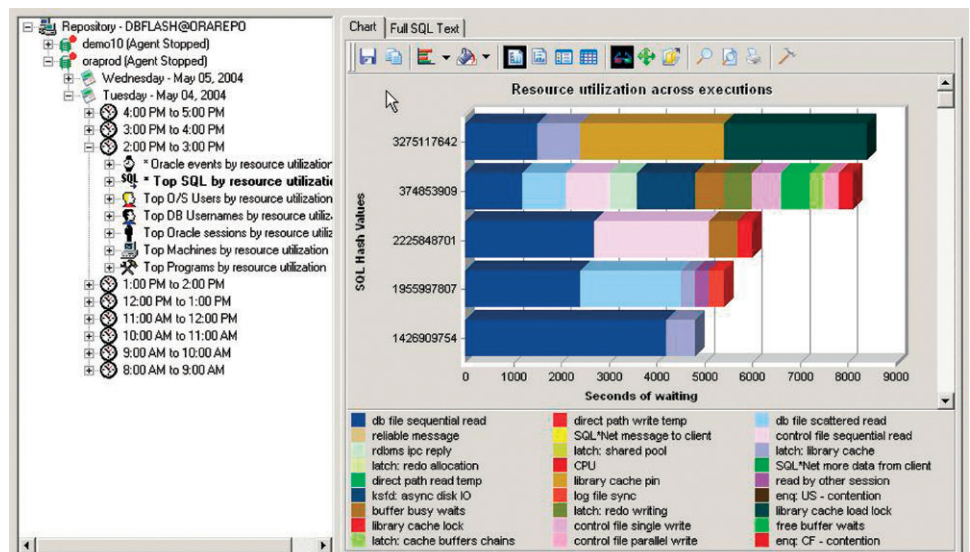 Repository - DBFLASH@ORAREPO
demo10 (Agent Stopped)
oraprod (Agent Stopped)
Wednesday - May 05, 2004
Tuesday - May 04, 2004
4:00 PM to 5:00 PM
3:00 PM to 4:00 PM
2:00 PM to 3:00 PM
* Oracle events by resource utilization
SQL * Top SQL by resource utilizati
Top O/S Users by resource utilization
Top DB Usernames by resource utiliz
Top Oracle sessions by resource utiliz
Top Machines by resource utilization
Top Programs by resource utilization
1:00 PM to 2:00 PM
12:00 PM to 1:00 PM
11:00 AM to 12:00 PM
10:00 AM to 11:00 AM
9:00 AM to 10:00 AM
8:00 AM to 9:00 AM
Chart Full SQL Text
Resource utilization across executions
SQL Hash Values
3275117642
374853909
2225848701
1955997807
1426909754
0 1000 2000 3000 4000 5000 6000 7000 8000 9000
Seconds of waiting
db file sequential read direct path write temp db file scattered read
reliable message SQL*Net message to client control file sequential read
rdbms ipc reply latch: shared pool latch: library cache
latch: redo allocation CPU SQL*Net more data from client
direct path read temp library cache pin read by other session
ksfd: async disk IO log file sync enq: US - contention
buffer busy waits latch: redo writing library cache load lock
library cache lock control file single write free buffer waits
latch: cache buffers chains control file parallel write enq: CF - contention